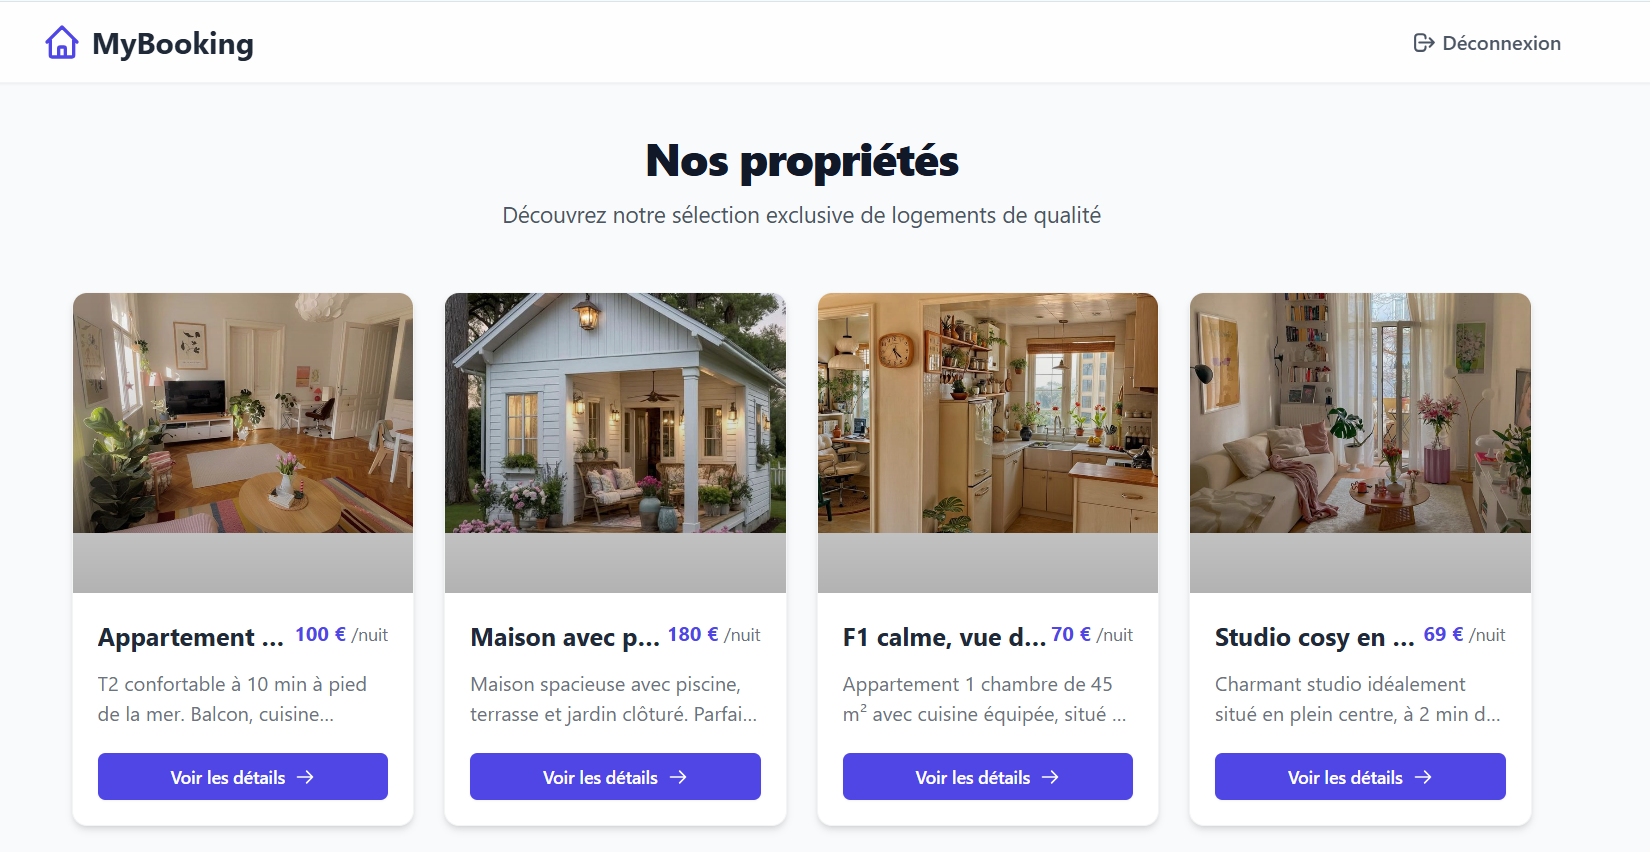 MyBooking
Déconnexion
Nos propriétés
Découvrez notre sélection exclusive de logements de qualité
Appartement ... 100 € /nuit
T2 confortable à 10 min à pied
de la mer. Balcon, cuisine...
Voir les détails →
Maison avec p... 180 € /nuit
Maison spacieuse avec piscine,
terrasse et jardin clôturé. Parfai...
Voir les détails →
F1 calme, vue d... 70 € /nuit
Appartement 1 chambre de 45
m² avec cuisine équipée, situé ...
Voir les détails →
Studio cosy en ... 69 € /nuit
Charmant studio idéalement
situé en plein centre, à 2 min d...
Voir les détails →